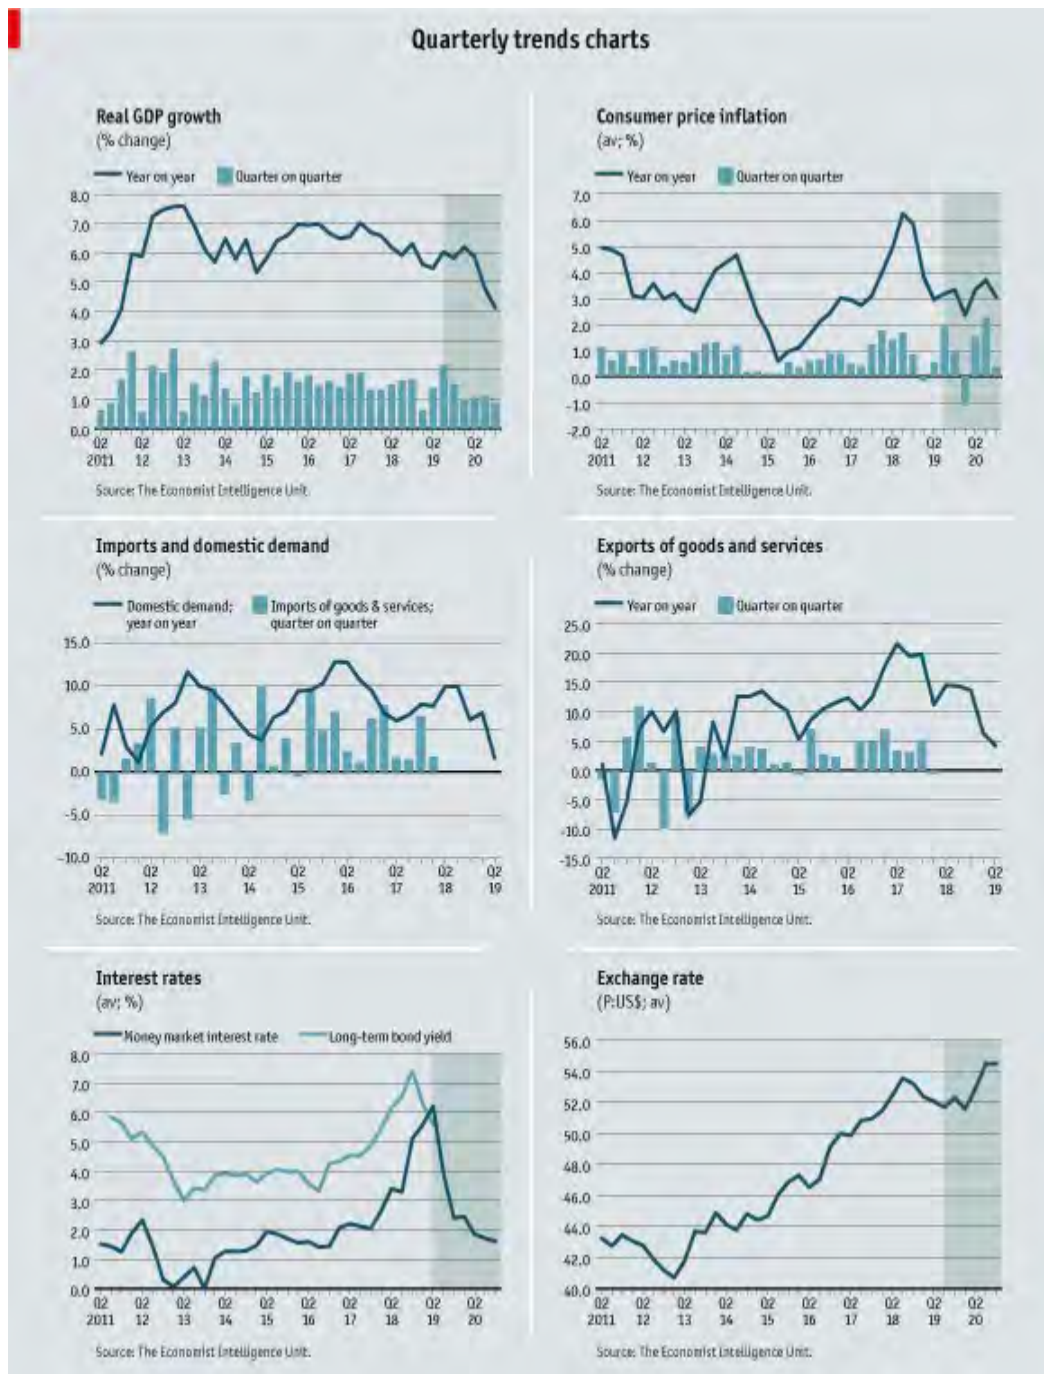 Quarterly trends charts
Real GDP growth
(% change)
Year on year
Quarter on quarter
8.0
7.0
6.0
5.0
4.0
3.0
2.0
1.0
0.0
Q2 Q2 Q2 Q2 Q2 Q2 Q2 Q2 Q2 Q2
2011 12 13 14 15 16 17 18 19 20
Source: The Economist Intelligence Unit.
Consumer price inflation
(av; %)
Year on year
Quarter on quarter
7.0
6.0
5.0
4.0
3.0
2.0
1.0
0.0
-1.0
-2.0
Q2 Q2 Q2 Q2 Q2 Q2 Q2 Q2 Q2 Q2
2011 12 13 14 15 16 17 18 19 20
Source: The Economist Intelligence Unit.
Imports and domestic demand
(% change)
Domestic demand;
year on year
Imports of goods & services;
quarter on quarter
15.0
10.0
5.0
0.0
-5.0
-10.0
Q2 Q2 Q2 Q2 Q2 Q2 Q2 Q2 Q2
2011 12 13 14 15 16 17 18 19
Source: The Economist Intelligence Unit.
Exports of goods and services
(% change)
Year on year
Quarter on quarter
25.0
20.0
15.0
10.0
5.0
0.0
-5.0
-10.0
-15.0
Q2 Q2 Q2 Q2 Q2 Q2 Q2 Q2 Q2
2011 12 13 14 15 16 17 18 19
Source: The Economist Intelligence Unit.
Interest rates
(av; %)
Money market interest rate
Long-term bond yield
8.0
7.0
6.0
5.0
4.0
3.0
2.0
1.0
0.0
Q2 Q2 Q2 Q2 Q2 Q2 Q2 Q2 Q2 Q2
2011 12 13 14 15 16 17 18 19 20
Source: The Economist Intelligence Unit.
Exchange rate
(P:US$; av)
56.0
54.0
52.0
50.0
48.0
46.0
44.0
42.0
40.0
Q2 Q2 Q2 Q2 Q2 Q2 Q2 Q2 Q2 Q2
2011 12 13 14 15 16 17 18 19 20
Source: The Economist Intelligence Unit.